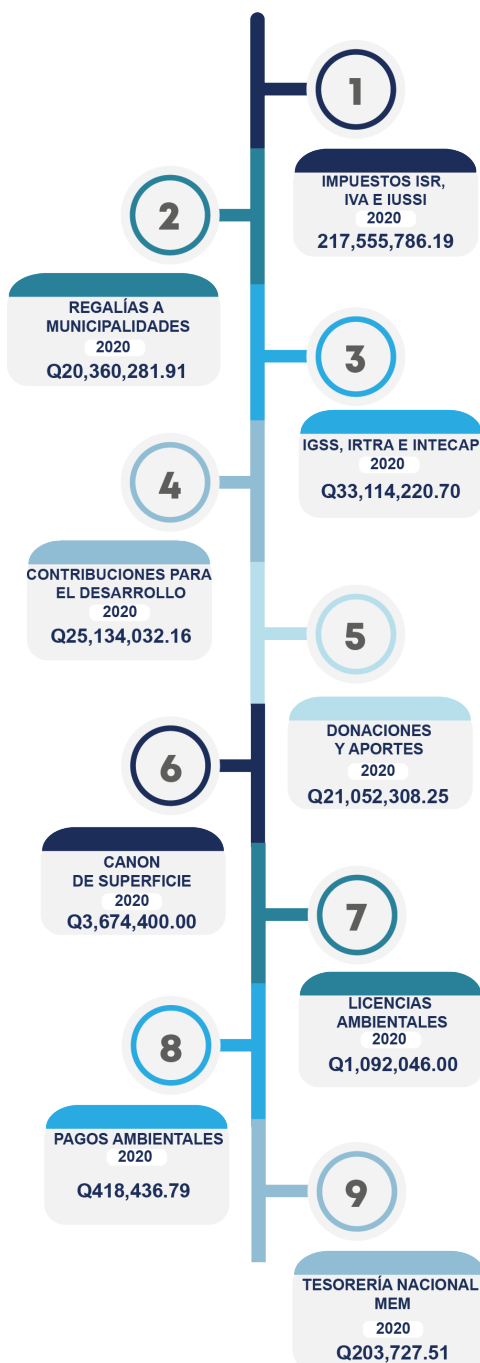 1
IMPUESTOS ISR,
IVA E IUSSI
2020
217,555,786.19
2
REGALÍAS A
MUNICIPALIDADES
2020
Q20,360,281.91
3
IGSS, IRTRA E INTECAP
2020
Q33,114,220.70
4
CONTRIBUCIONES PARA
EL DESARROLLO
2020
Q25,134,032.16
5
DONACIONES
Y APORTES
2020
Q21,052,308.25
6
CANON
DE SUPERFICIE
2020
Q3,674,400.00
7
LICENCIAS
AMBIENTALES
2020
Q1,092,046.00
8
PAGOS AMBIENTALES
2020
Q418,436.79
9
TESORERÍA NACIONAL
MEM
2020
Q203,727.51